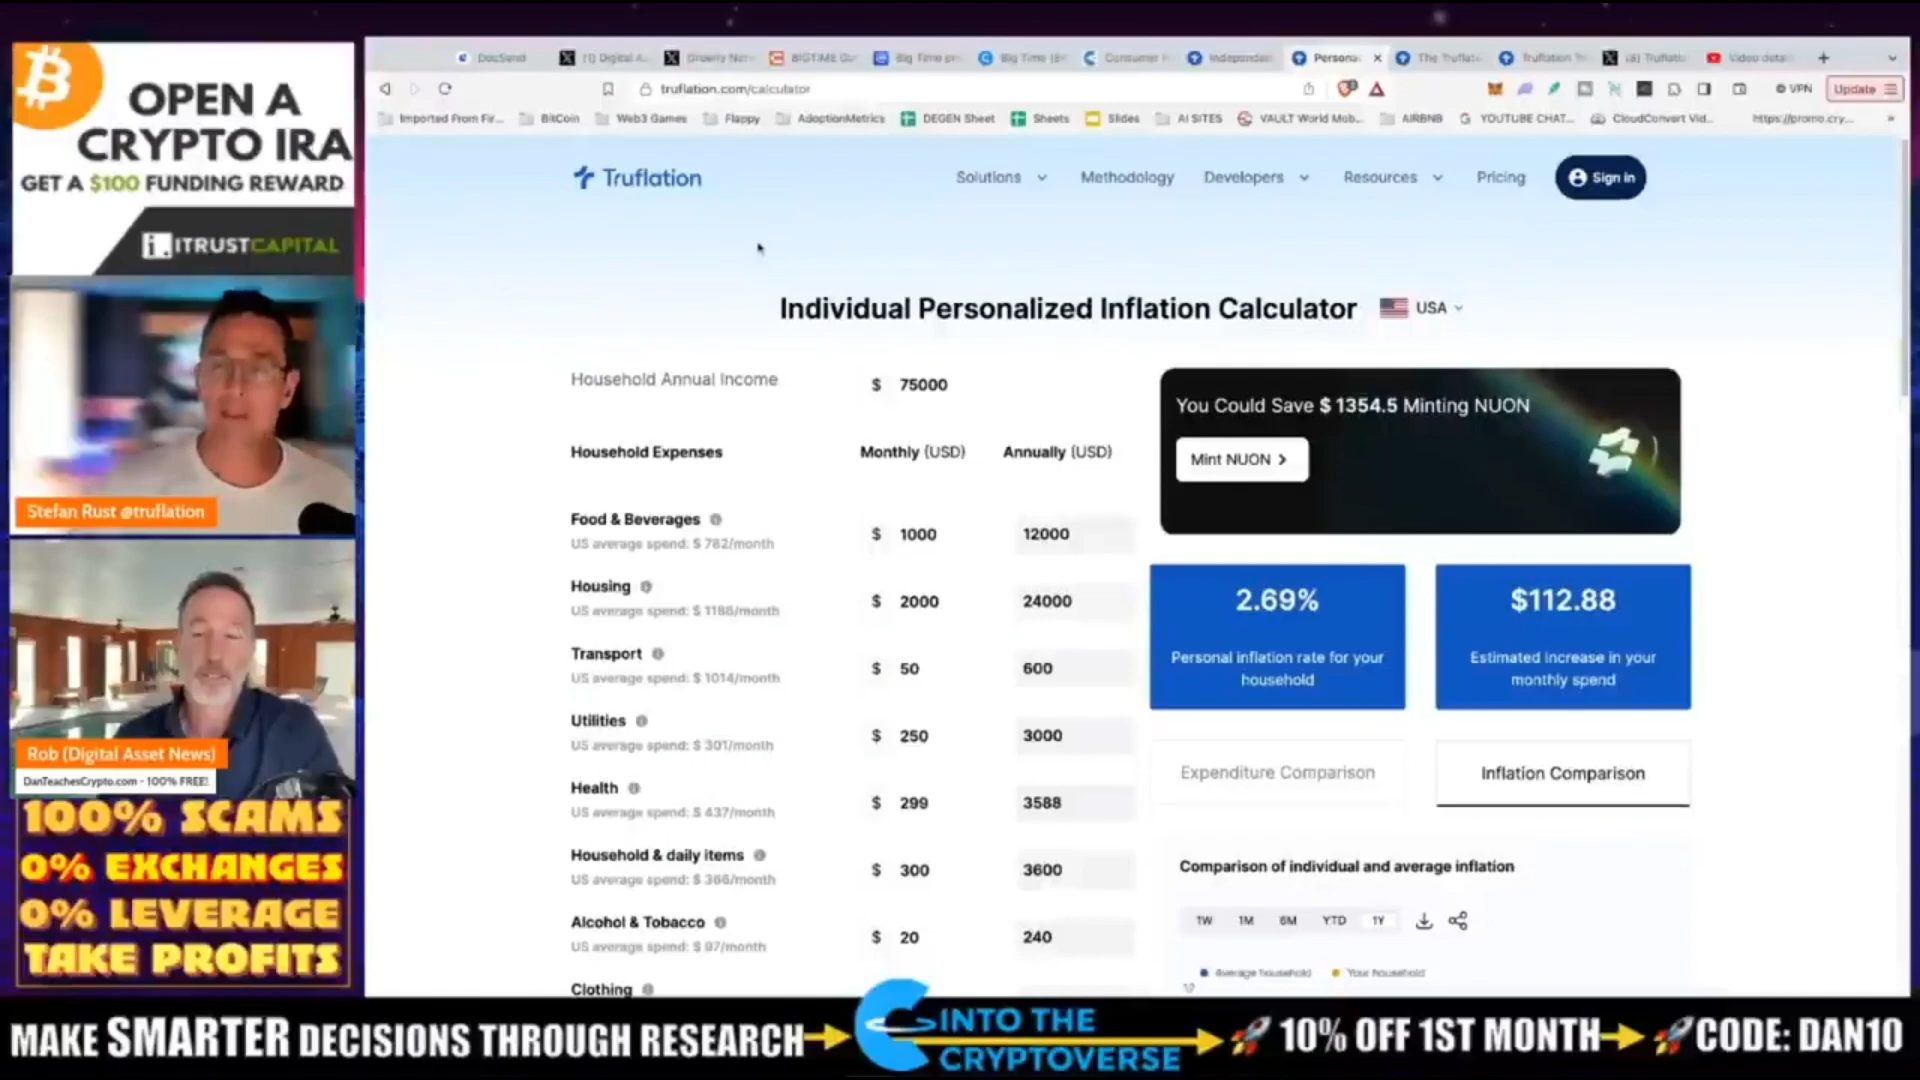 OPEN A
CRYPTO IRA
GET A $100 FUNDING REWARD
ITRUSTCAPITAL
Stefan Rust @truflation
Rob (Digital Asset News)
DanTeachesCrypto.com - 100% FREE!
100% SCAMS
0% EXCHANGES
0% LEVERAGE
TAKE PROFITS
DocSend
(1) Digital A
BIGTIME Ga
Big Time pr
Big Time (BI
Consumer
Independen
Persona
The Truflat
Truflation Tr
(8) Truflati
Video detai
truflation.com/calculator
VPN
Update
Imported From Fir...
BitCoin
Web3 Games
Flappy
AdoptionMetrics
DEGEN Sheet
Sheets
Slides
AI SITES
VAULT World Mob...
AIRBNB
YOUTUBE CHAT...
CloudConvert Vid...
https://promo.cry...
Truflation
Solutions
Methodology
Developers
Resources
Pricing
Sign in
Individual Personalized Inflation Calculator
USA
Household Annual Income $ 75000
Household Expenses Monthly (USD) Annually (USD)
Food & Beverages
US average spend: $ 782/month
$ 1000 12000
Housing
US average spend: $ 1186/month
$ 2000 24000
Transport
US average spend: $ 1014/month
$ 50 600
Utilities
US average spend: $ 301/month
$ 250 3000
Health
US average spend: $ 437/month
$ 299 3588
Household & daily items
US average spend: $ 366/month
$ 300 3600
Alcohol & Tobacco
US average spend: $ 87/month
$ 20 240
Clothing
You Could Save $ 1354.5 Minting NUON
Mint NUON >
2.69%
Personal inflation rate for your
household
$112.88
Estimated increase in your
monthly spend
Expenditure Comparison
Inflation Comparison
Comparison of individual and average inflation
1W 1M 6M YTD 1Y
Average household Your household
MAKE SMARTER DECISIONS THROUGH RESEARCH
INTO THE
CRYPTOVERSE
10% OFF 1ST MONTH
CODE: DAN10